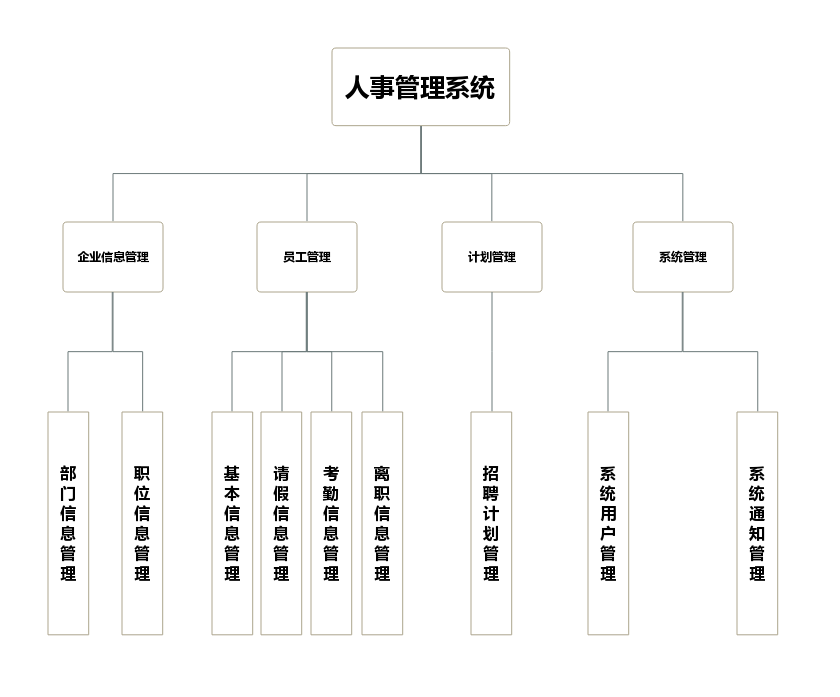 人事管理系统
企业信息管理
员工管理
计划管理
系统管理
部门信息管理
职位信息管理
基本信息管理
请假信息管理
考勤信息管理
离职信息管理
招聘计划管理
系统用户管理
系统通知管理